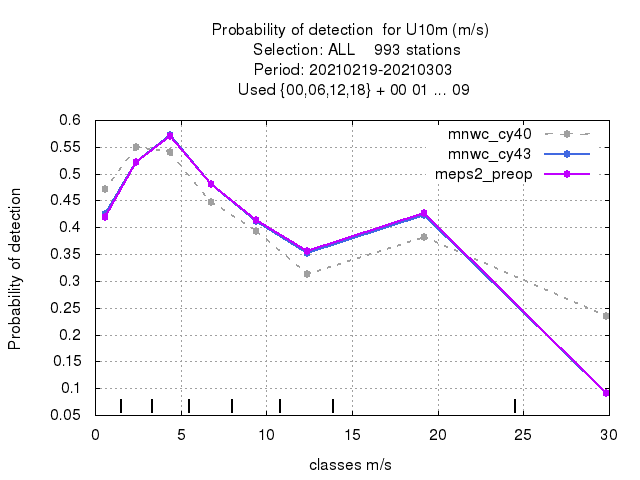 Probability of detection  for U10m (m/s)
Selection: ALL    993 stations
Period: 20210219-20210303
Used {00,06,12,18} + 00 01 ... 09
mnwc_cy40
mnwc_cy43
meps2_preop
Probability of detection
0.6
0.55
0.5
0.45
0.4
0.35
0.3
0.25
0.2
0.15
0.1
0.05
0 5 10 15 20 25 30
classes m/s